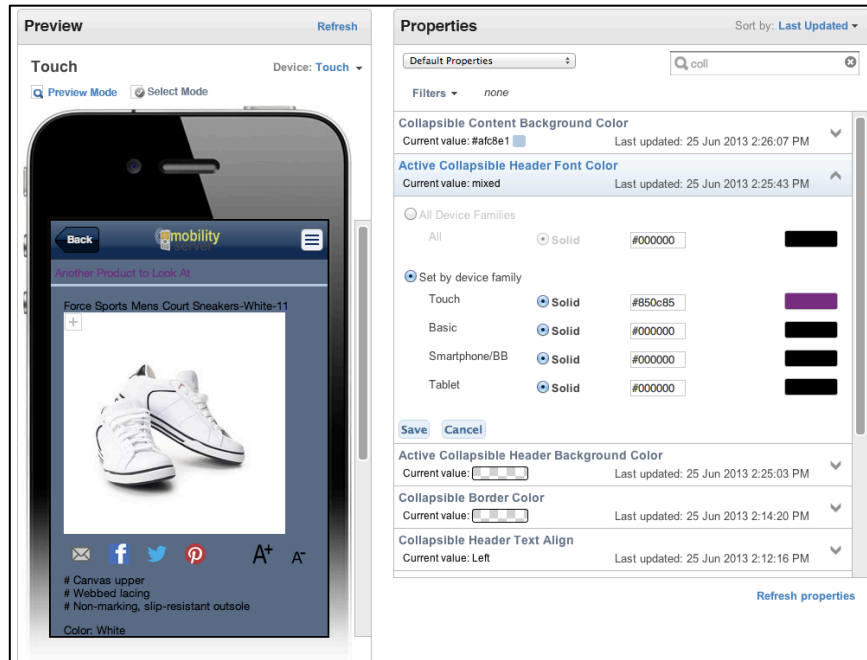 Preview
Refresh
Touch
Device: Touch
Preview Mode
Select Mode
Back
mobility
server
Another Product to Look At
Force Sports Mens Court Sneakers-White-11
A+
A-
# Canvas upper
# Webbed lacing
# Non-marking, slip-resistant outsole
Color: White
Properties
Sort by: Last Updated
Default Properties
coll
Filters
none
Collapsible Content Background Color
Current value: #afc8e1
Last updated: 25 Jun 2013 2:26:07 PM
Active Collapsible Header Font Color
Current value: mixed
Last updated: 25 Jun 2013 2:25:43 PM
All Device Families
All
Solid
#000000
Set by device family
Touch
Solid
#850c85
Basic
Solid
#000000
Smartphone/BB
Solid
#000000
Tablet
Solid
#000000
Save
Cancel
Active Collapsible Header Background Color
Current value:
Last updated: 25 Jun 2013 2:25:03 PM
Collapsible Border Color
Current value:
Last updated: 25 Jun 2013 2:14:20 PM
Collapsible Header Text Align
Current value: Left
Last updated: 25 Jun 2013 2:12:16 PM
Refresh properties